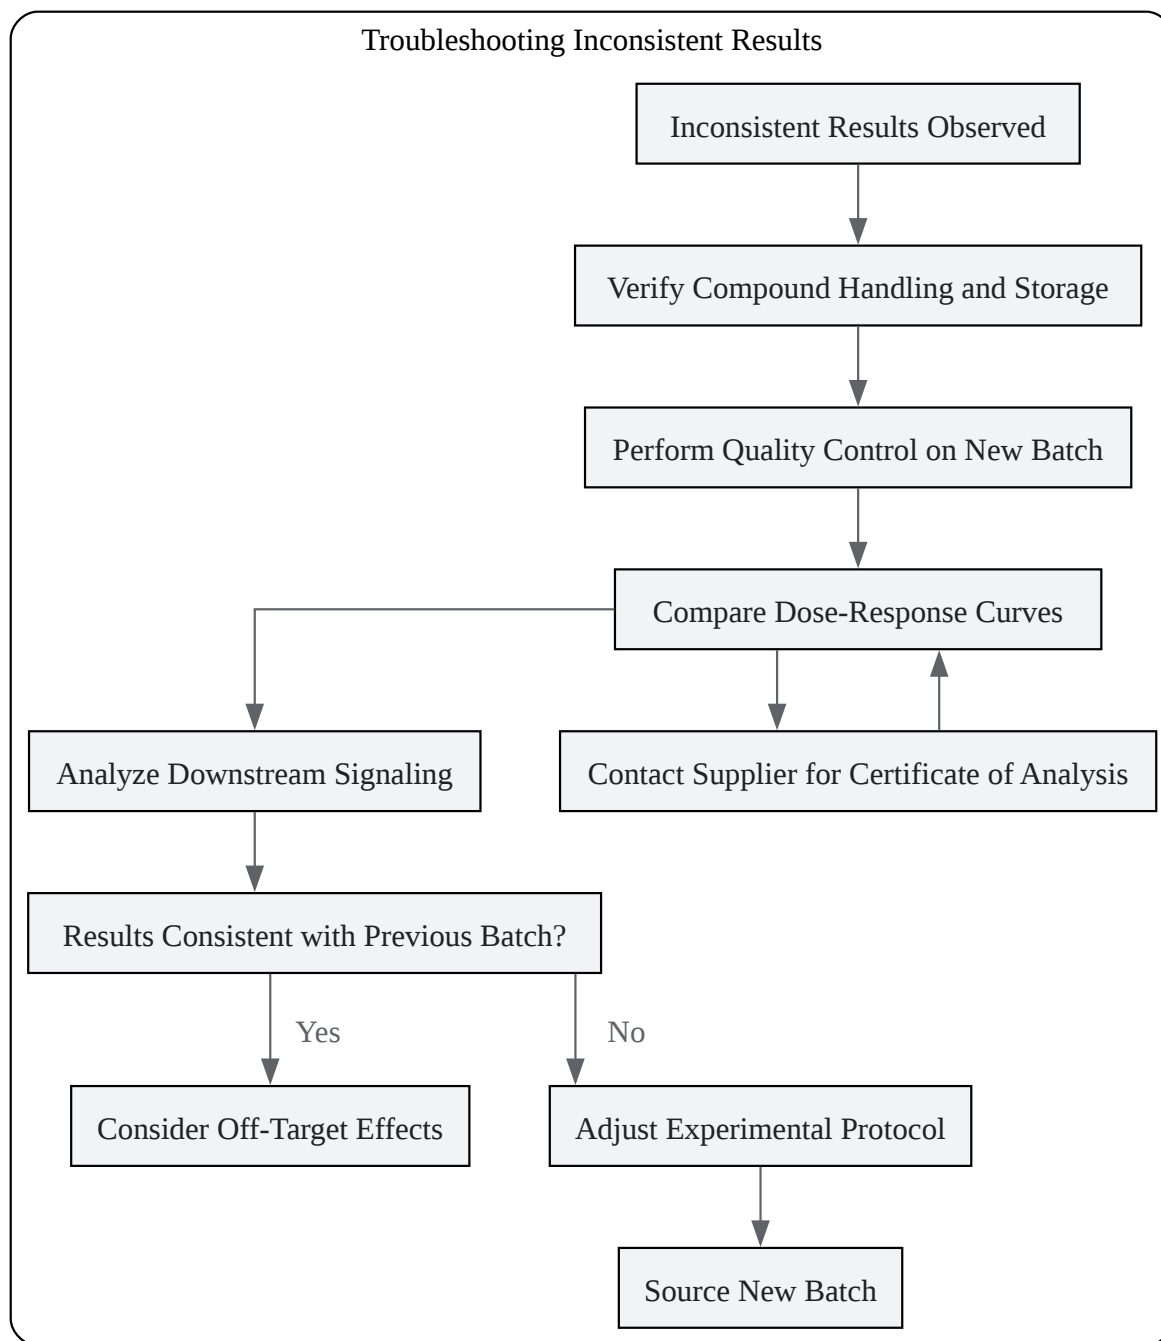 Troubleshooting Inconsistent Results
Inconsistent Results Observed
Verify Compound Handling and Storage
Perform Quality Control on New Batch
Compare Dose-Response Curves
Analyze Downstream Signaling
Contact Supplier for Certificate of Analysis
Results Consistent with Previous Batch?
Yes
No
Consider Off-Target Effects
Adjust Experimental Protocol
Source New Batch